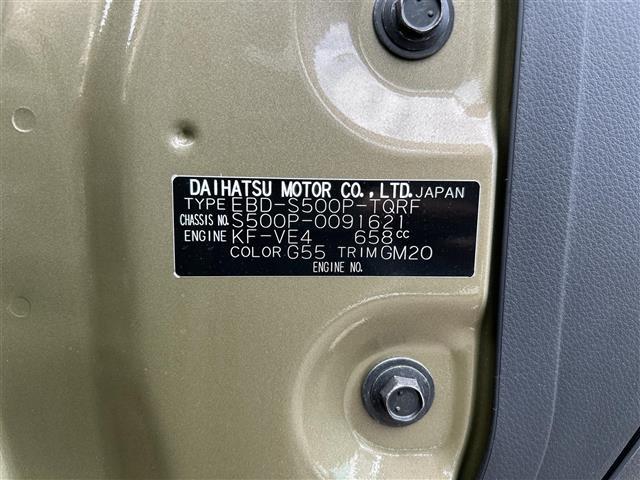 DAIHATSU MOTOR CO.,LTD. JAPAN
TYPE EBD-S500P-TQRF
CHASSIS NO. S500P-0091621
ENGINE KF-VE4 658cc
COLOR G55 TRIM GM20
ENGINE NO.